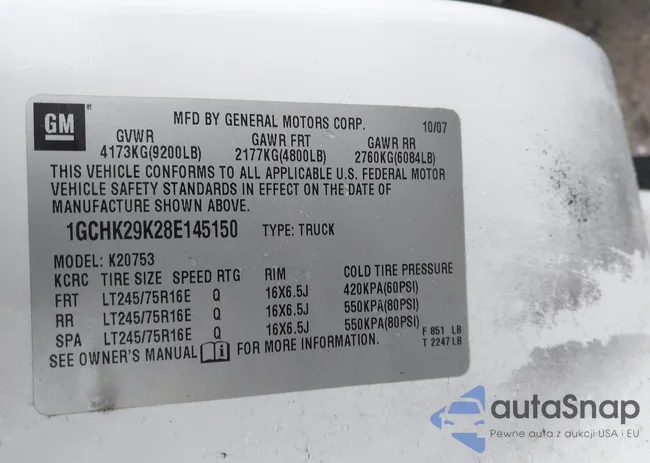 GM
MFD BY GENERAL MOTORS CORP. 10/07
GVWR GAWR FRT GAWR RR
4173KG(9200LB) 2177KG(4800LB) 2760KG(6084LB)
THIS VEHICLE CONFORMS TO ALL APPLICABLE U.S. FEDERAL MOTOR
VEHICLE SAFETY STANDARDS IN EFFECT ON THE DATE OF
MANUFACTURE SHOWN ABOVE.
1GCHK29K28E145150 TYPE: TRUCK
MODEL: K20753
KCRC TIRE SIZE SPEED RTG RIM COLD TIRE PRESSURE
FRT LT245/75R16E Q 16X6.5J 420KPA(60PSI)
RR LT245/75R16E Q 16X6.5J 550KPA(80PSI)
SPA LT245/75R16E Q 16X6.5J 550KPA(80PSI)
F 851 LB
T 2247 LB
SEE OWNER'S MANUAL FOR MORE INFORMATION.
autaSnap
Pewne auta z aukcji USA i EU